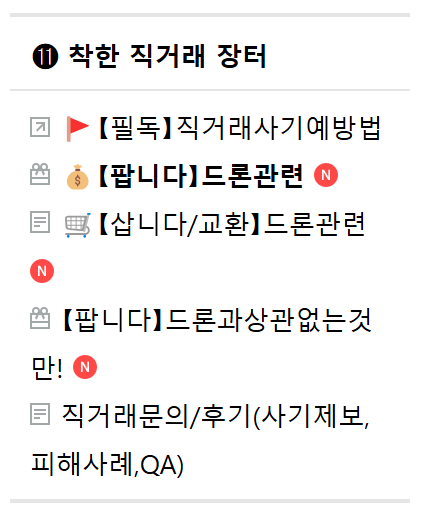 ⓫ 착한 직거래 장터
🚩【필독】직거래사기예방법
💰【팝니다】드론관련 N
🛒【삽니다/교환】드론관련
N
【팝니다】드론과상관없는것
만! N
직거래문의/후기(사기제보,
피해사례,QA)